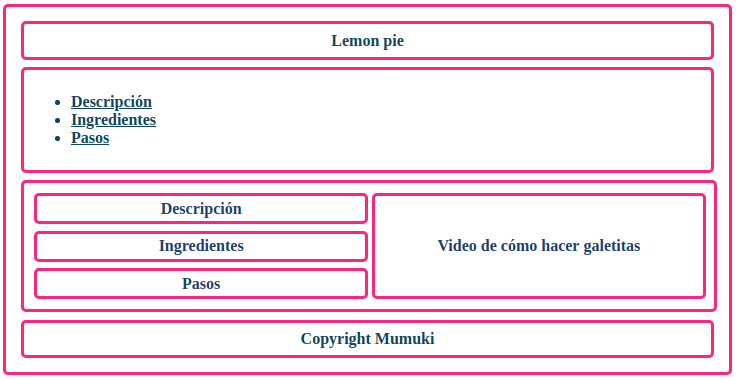 Lemon pie
Descripción
Ingredientes
Pasos
Descripción
Ingredientes
Pasos
Video de cómo hacer galetitas
Copyright Mumuki